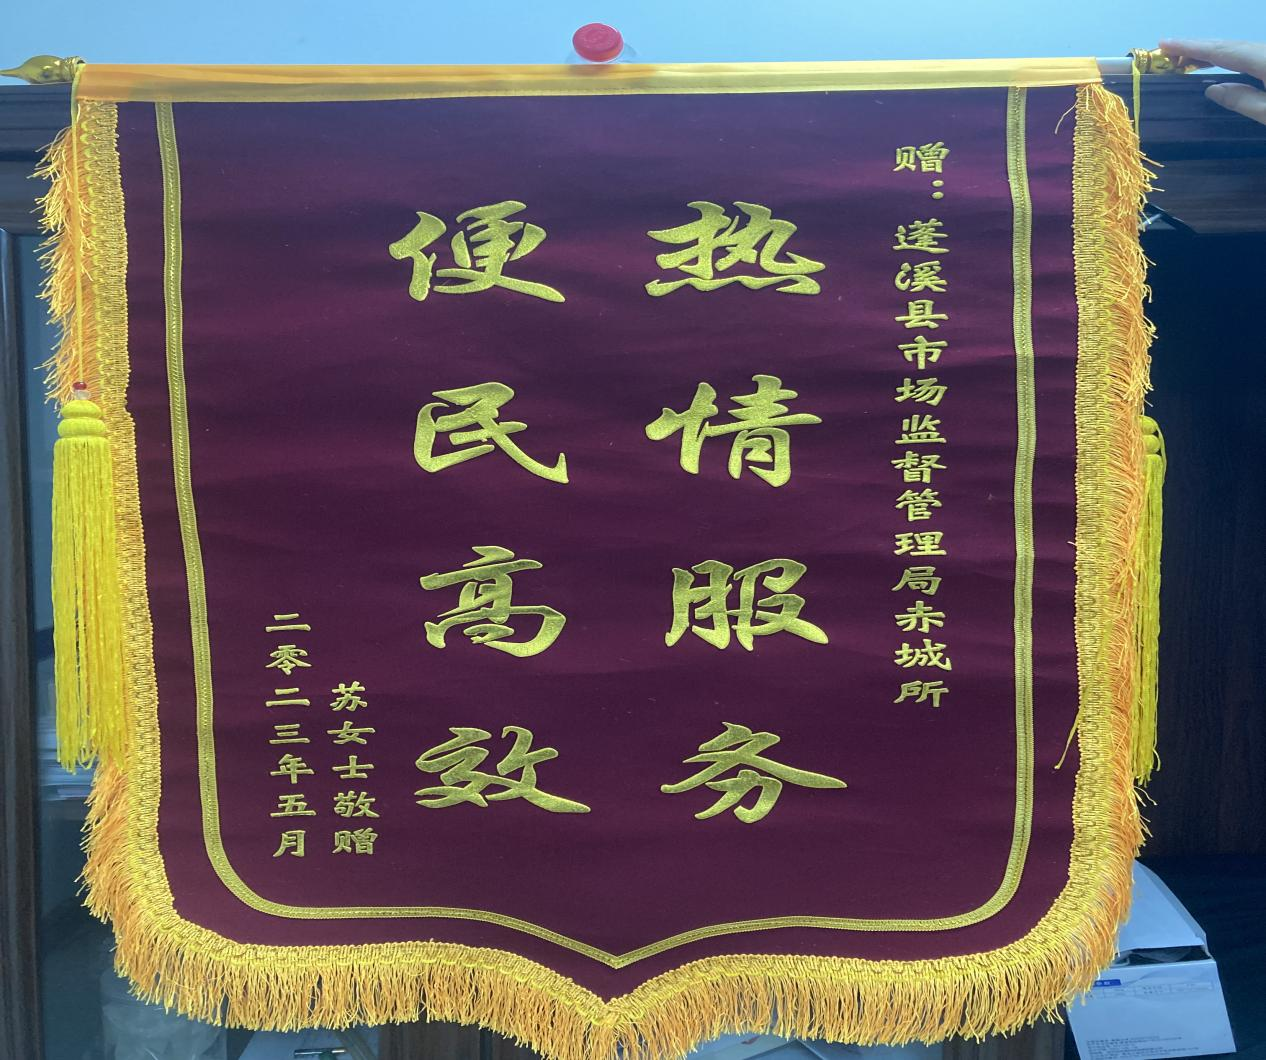 赠：蓬溪县市场监督管理局赤城所
热情服务
便民高效
苏女士敬赠
二零二三年五月